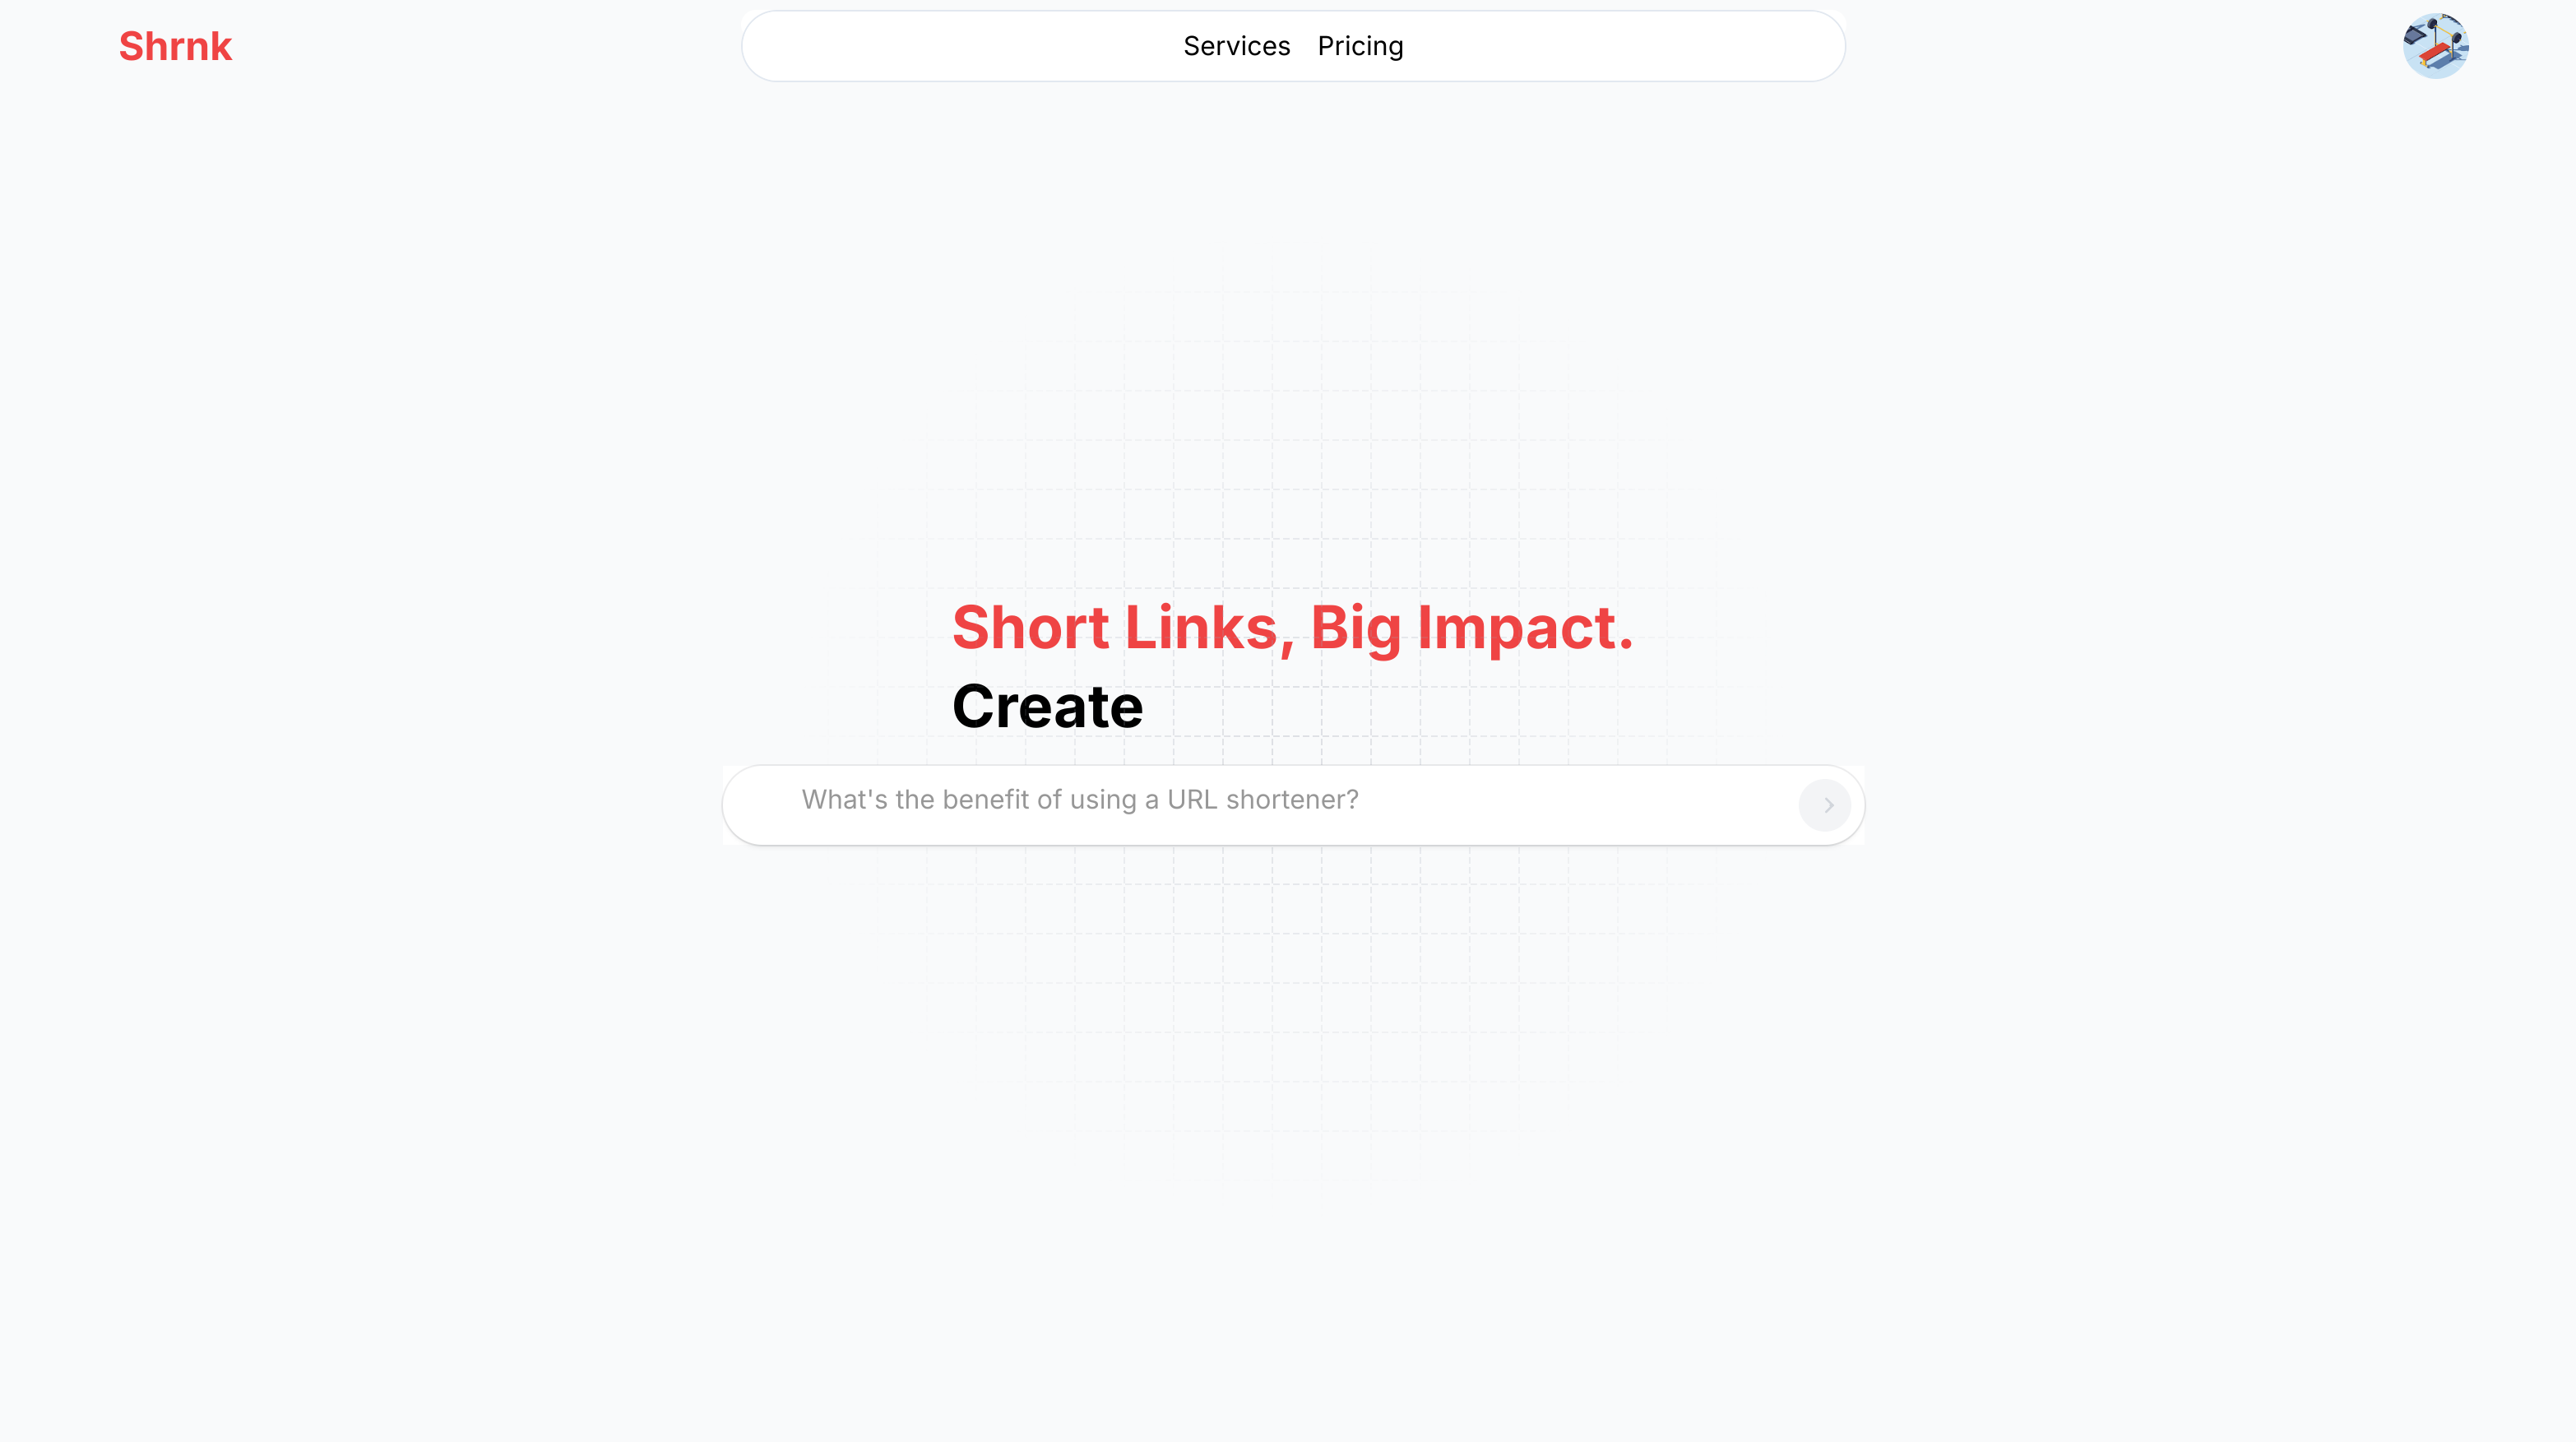 Shrnk
Services Pricing
Short Links, Big Impact.
Create
What's the benefit of using a URL shortener?